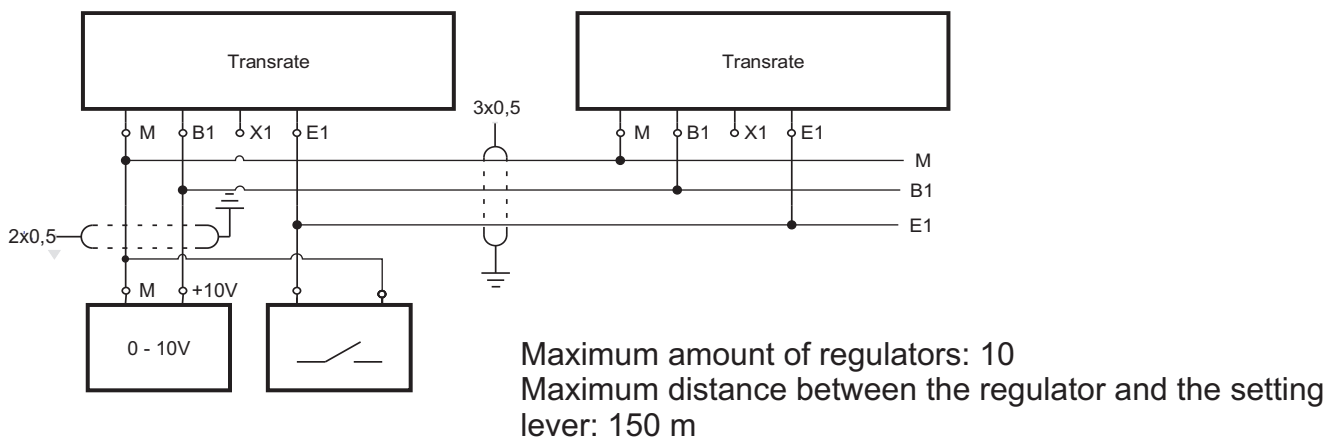 Transrate
Transrate
3x0,5
M B1 X1 E1
M B1 X1 E1
M
B1
E1
2x0,5
M +10V
0 - 10V
Maximum amount of regulators: 10
Maximum distance between the regulator and the setting
lever: 150 m